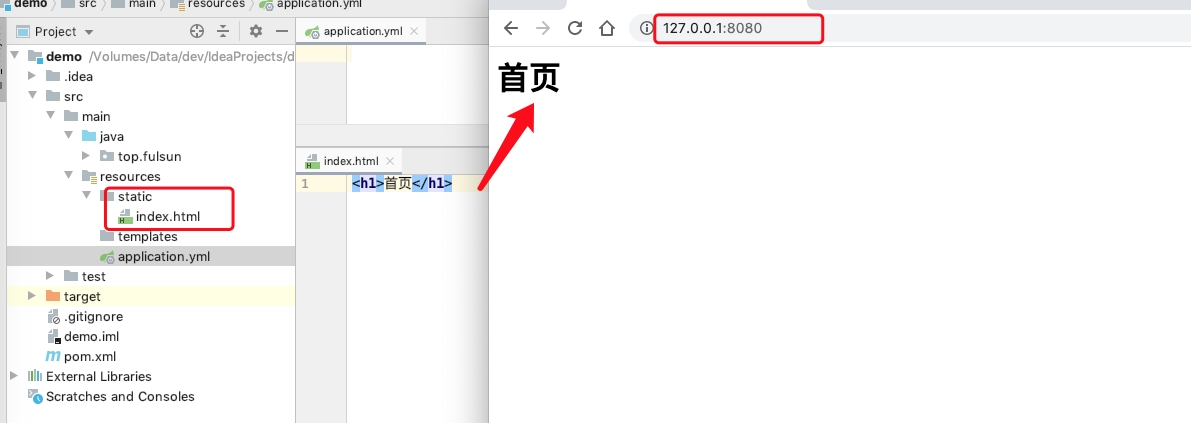 demo src main resources application.yml
Project
demo /Volumes/Data/dev/IdeaProjects/d
.idea
src
main
java
top.fulsun
resources
static
index.html
templates
application.yml
test
target
.gitignore
demo.iml
pom.xml
External Libraries
Scratches and Consoles
application.yml
index.html
1 <h1>首页</h1>
127.0.0.1:8080
首页